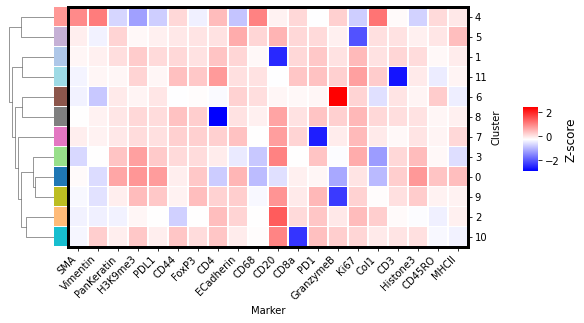 4
5
1
11
6
8
7
3
0
9
2
10
Cluster
2
0
−2
Z-score
SMA
Vimentin
PanKeratin
H3K9me3
PDL1
CD44
FoxP3
CD4
ECadherin
CD68
CD20
CD8a
PD1
GranzymeB
Ki67
Col1
CD3
Histone3
CD45RO
MHCII
Marker